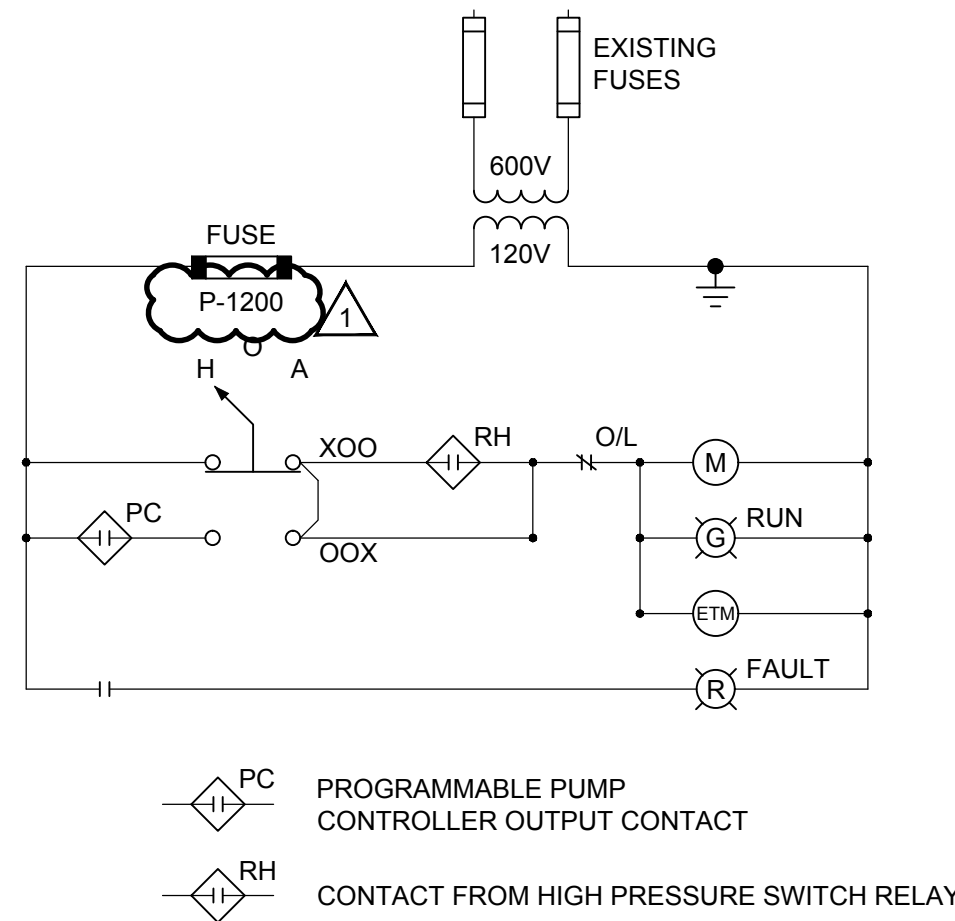 EXISTING
FUSES
600V
120V
FUSE
P-1200
1
H
O
A
XOO
RH
O/L
M
PC
OOX
G
RUN
ETM
R
FAULT
PC
PROGRAMMABLE PUMP
CONTROLLER OUTPUT CONTACT
RH
CONTACT FROM HIGH PRESSURE SWITCH RELAY